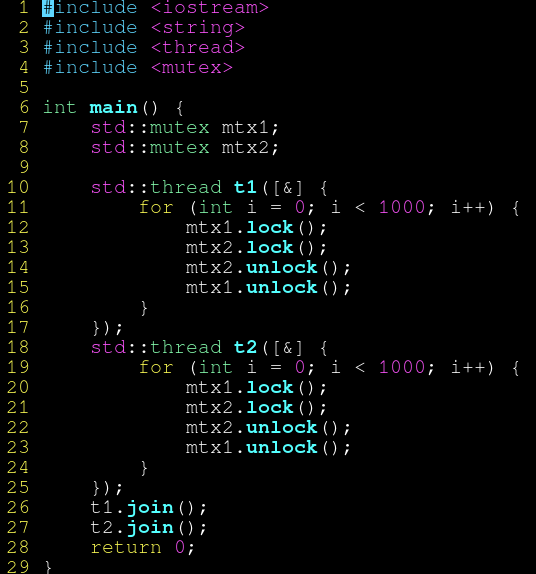 1 #include <iostream>
2 #include <string>
3 #include <thread>
4 #include <mutex>
5
6 int main() {
7     std::mutex mtx1;
8     std::mutex mtx2;
9
10     std::thread t1([&] {
11         for (int i = 0; i < 1000; i++) {
12             mtx1.lock();
13             mtx2.lock();
14             mtx2.unlock();
15             mtx1.unlock();
16         }
17     });
18     std::thread t2([&] {
19         for (int i = 0; i < 1000; i++) {
20             mtx1.lock();
21             mtx2.lock();
22             mtx2.unlock();
23             mtx1.unlock();
24         }
25     });
26     t1.join();
27     t2.join();
28     return 0;
29 }